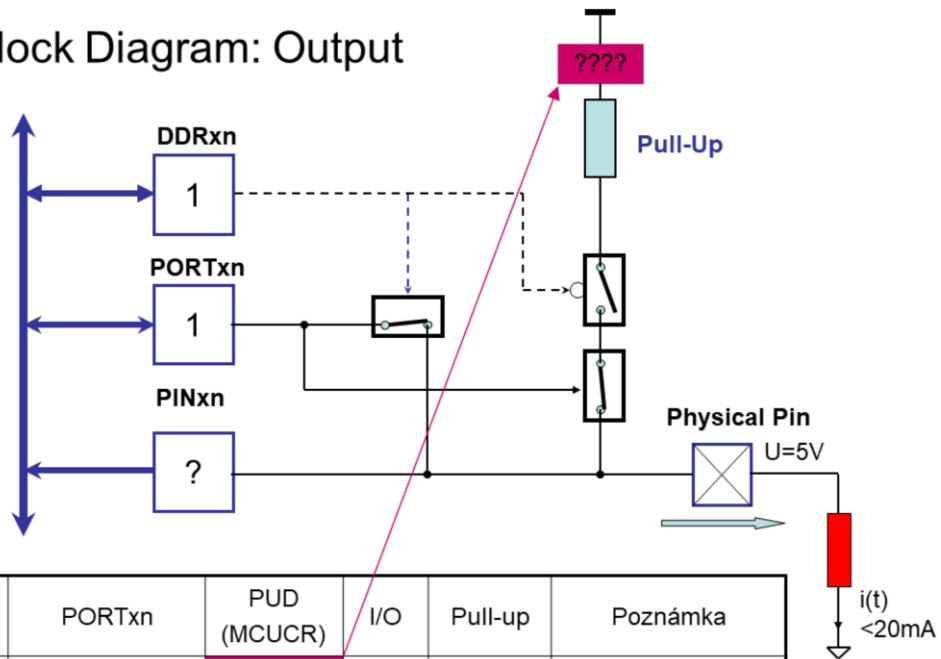 lock Diagram: Output
????
DDRxn
Pull-Up
1
PORTxn
1
PINxn
Physical Pin
U=5V
?
i(t)
<20mA
PORTxn
PUD
(MCUCR)
I/O
Pull-up
Poznámka